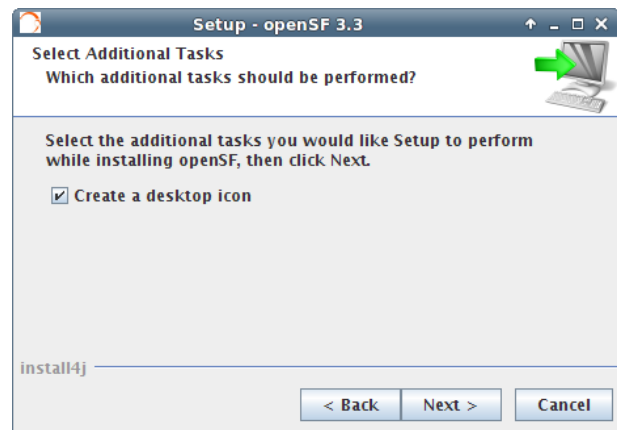 Setup - openSF 3.3
Select Additional Tasks
Which additional tasks should be performed?
Select the additional tasks you would like Setup to perform
while installing openSF, then click Next.
Create a desktop icon
install4j
< Back Next > Cancel